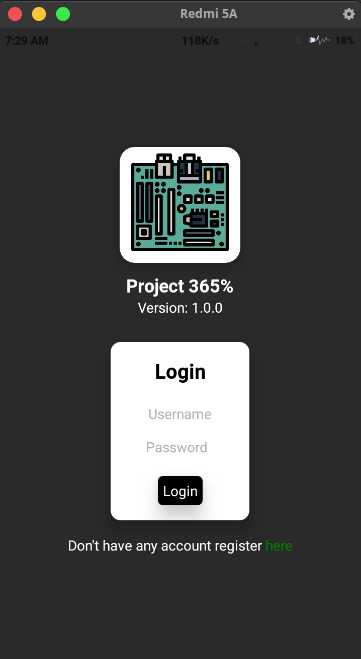 Redmi 5A
7:29 AM 118K/s 18%
Project 365%
Version: 1.0.0
Login
Username
Password
Login
Don't have any account register here